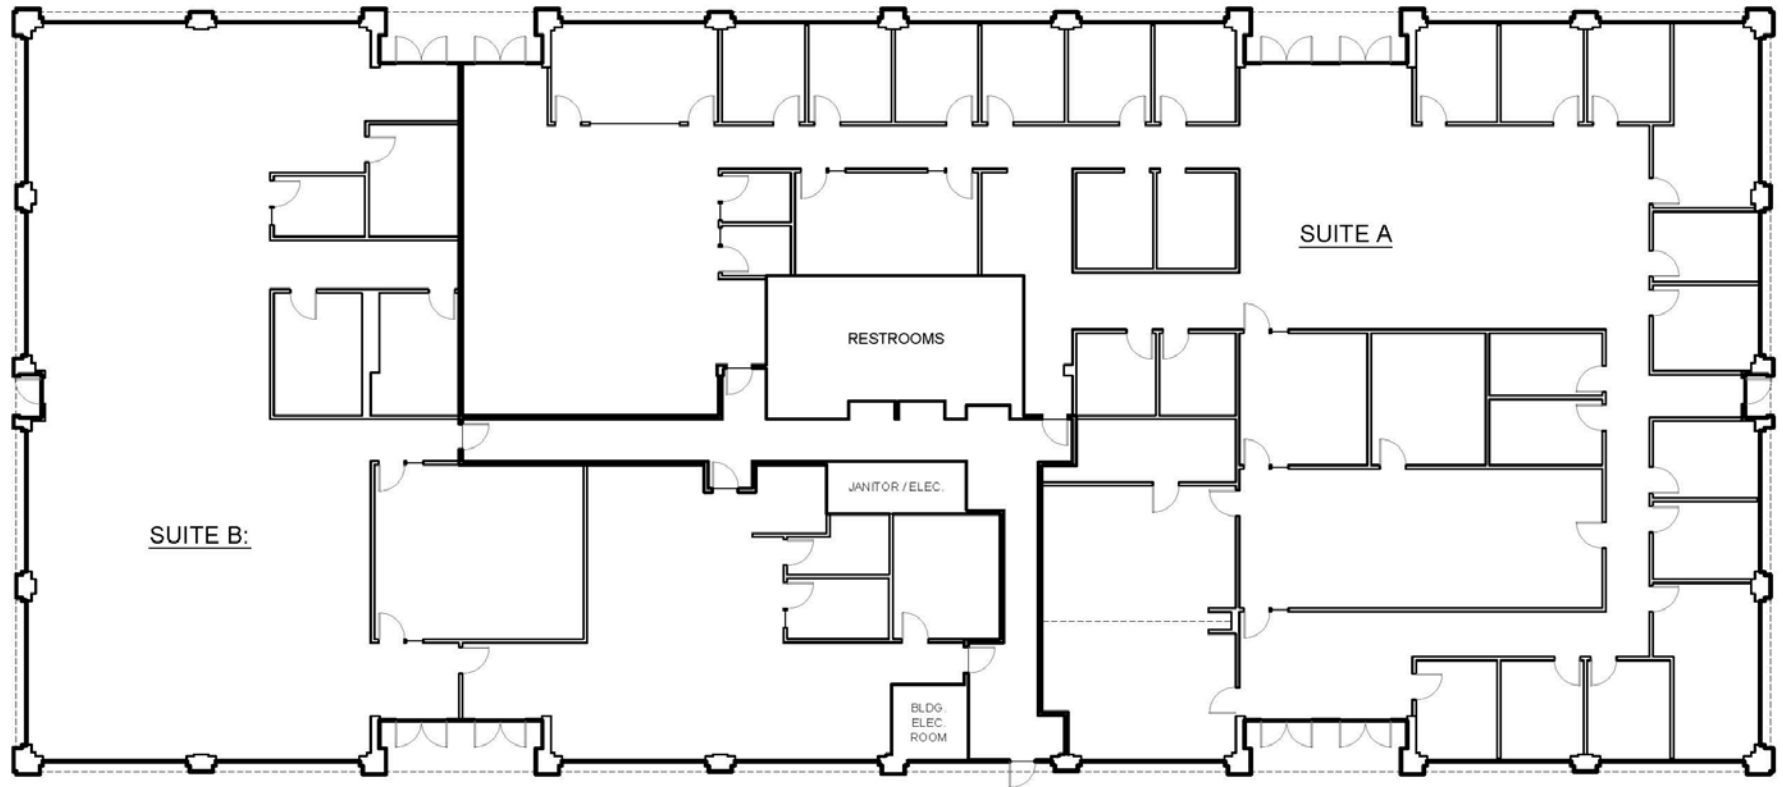 SUITE A
RESTROOMS
JANITOR / ELEC.
SUITE B:
BLDG.
ELEC.
ROOM